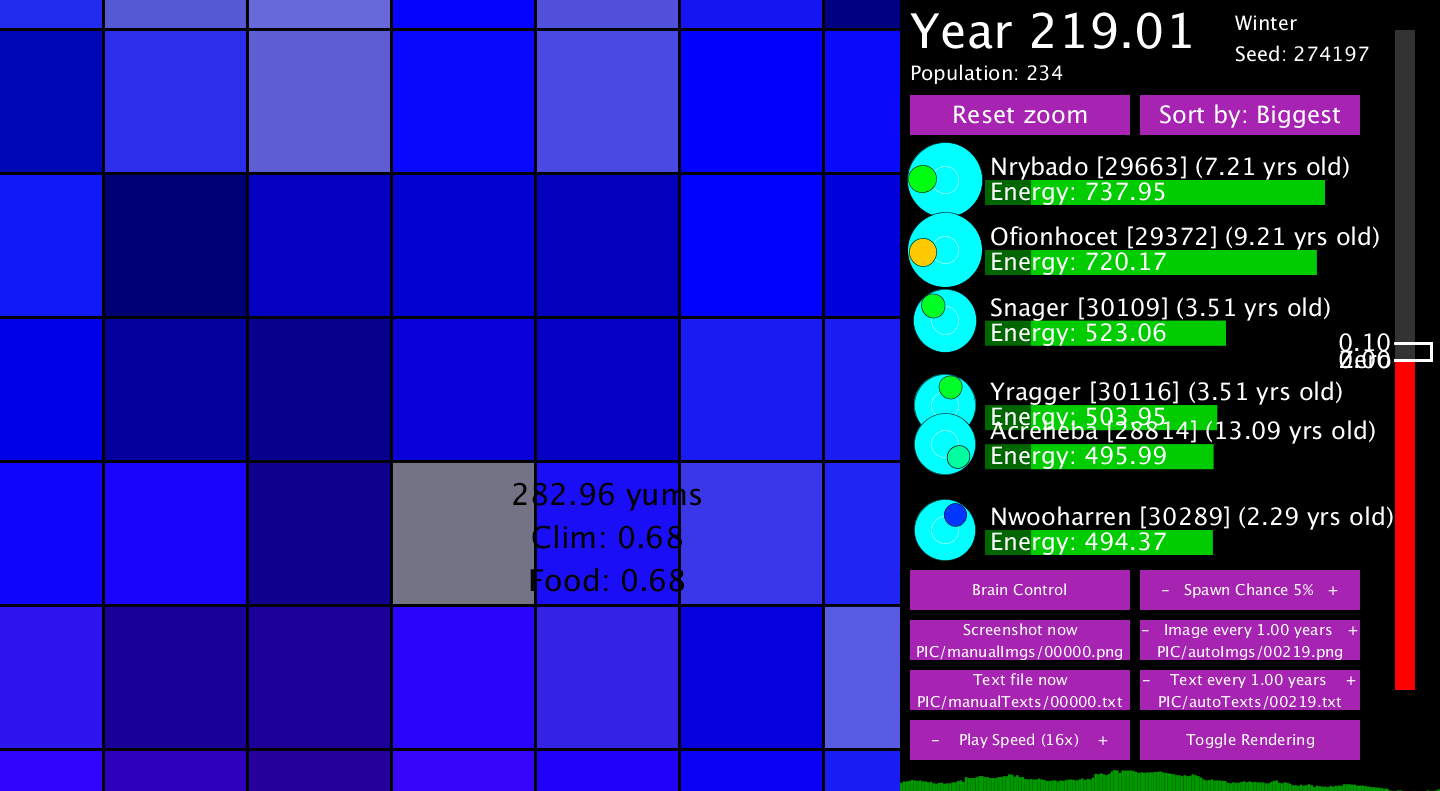 282.96 yums
Clim: 0.68
Food: 0.68
Year 219.01
Winter
Seed: 274197
Population: 234
Reset zoom
Sort by: Biggest
Nrybado [29663] (7.21 yrs old)
Energy: 737.95
Ofionhocet [29372] (9.21 yrs old)
Energy: 720.17
Snager [30109] (3.51 yrs old)
Energy: 523.06
0.10
Yragger [30116] (3.51 yrs old)
Energy: 503.95
Acreheba [28814] (13.09 yrs old)
Energy: 495.99
Nwooharren [30289] (2.29 yrs old)
Energy: 494.37
Brain Control
- Spawn Chance 5% +
Screenshot now
PIC/manualImgs/00000.png
- Image every 1.00 years +
PIC/autoImgs/00219.png
Text file now
PIC/manualTexts/00000.txt
- Text every 1.00 years +
PIC/autoTexts/00219.txt
- Play Speed (16x) +
Toggle Rendering